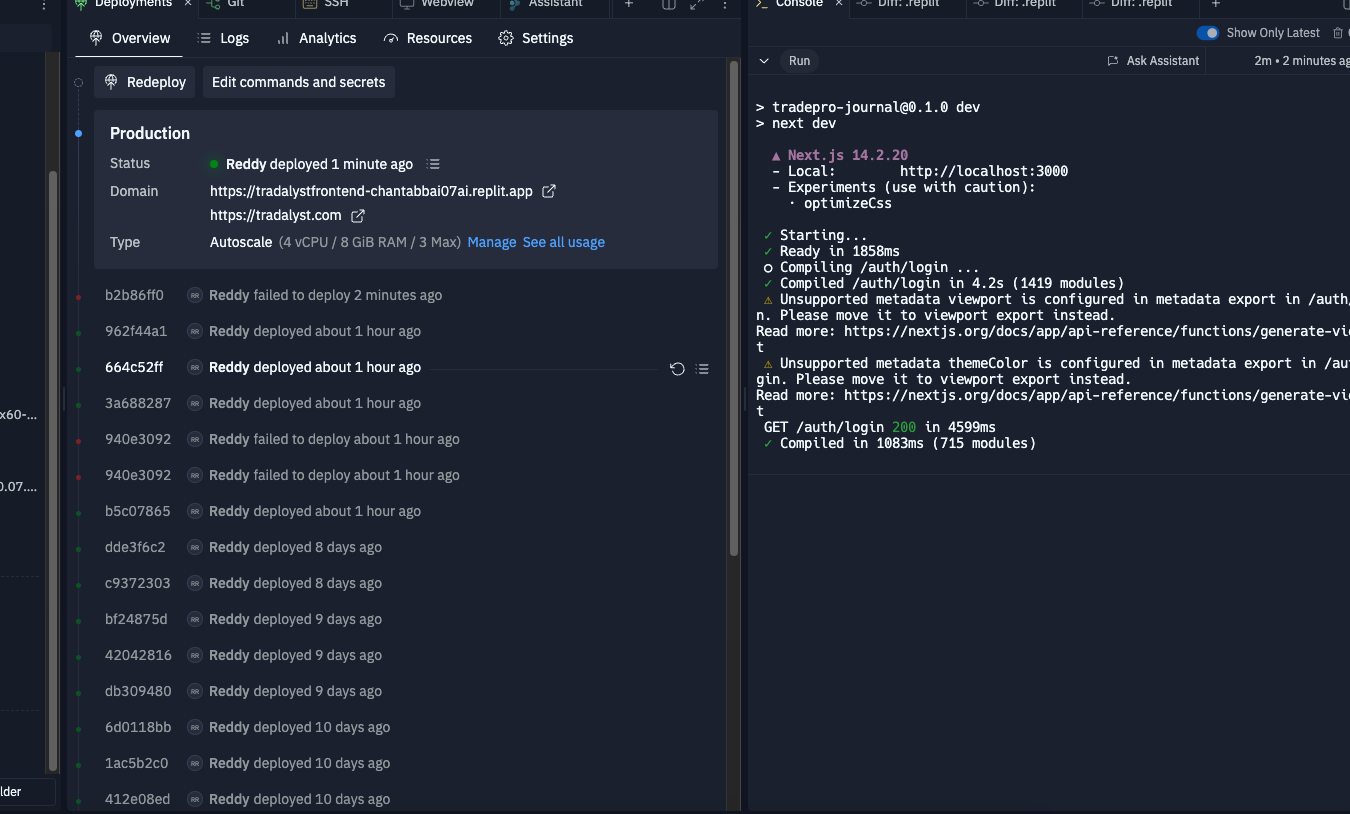 Deployments
Git
SSH
Webview
Assistant
Overview
Logs
Analytics
Resources
Settings
Redeploy
Edit commands and secrets
Production
Status
Reddy deployed 1 minute ago
Domain
https://tradalystfrontend-chantabbai07ai.replit.app
https://tradalyst.com
Type
Autoscale (4 vCPU / 8 GiB RAM / 3 Max) Manage See all usage
b2b86ff0 RR Reddy failed to deploy 2 minutes ago
962f44a1 RR Reddy deployed about 1 hour ago
664c52ff RR Reddy deployed about 1 hour ago
3a688287 RR Reddy deployed about 1 hour ago
940e3092 RR Reddy failed to deploy about 1 hour ago
940e3092 RR Reddy failed to deploy about 1 hour ago
b5c07865 RR Reddy deployed about 1 hour ago
dde3f6c2 RR Reddy deployed 8 days ago
c9372303 RR Reddy deployed 8 days ago
bf24875d RR Reddy deployed 9 days ago
42042816 RR Reddy deployed 9 days ago
db309480 RR Reddy deployed 9 days ago
6d0118bb RR Reddy deployed 10 days ago
1ac5b2c0 RR Reddy deployed 10 days ago
412e08ed RR Reddy deployed 10 days ago
x60-...
0.07....
lder
Console
Diff: .replit
Diff: .replit
Diff: .replit
Show Only Latest
Run
Ask Assistant
2m • 2 minutes ag
> tradepro-journal@0.1.0 dev
> next dev
▲ Next.js 14.2.20
- Local: http://localhost:3000
- Experiments (use with caution):
· optimizeCss
✓ Starting...
✓ Ready in 1858ms
○ Compiling /auth/login ...
✓ Compiled /auth/login in 4.2s (1419 modules)
⚠ Unsupported metadata viewport is configured in metadata export in /auth/
n. Please move it to viewport export instead.
Read more: https://nextjs.org/docs/app/api-reference/functions/generate-vi
t
⚠ Unsupported metadata themeColor is configured in metadata export in /au
gin. Please move it to viewport export instead.
Read more: https://nextjs.org/docs/app/api-reference/functions/generate-vi
t
GET /auth/login 200 in 4599ms
✓ Compiled in 1083ms (715 modules)